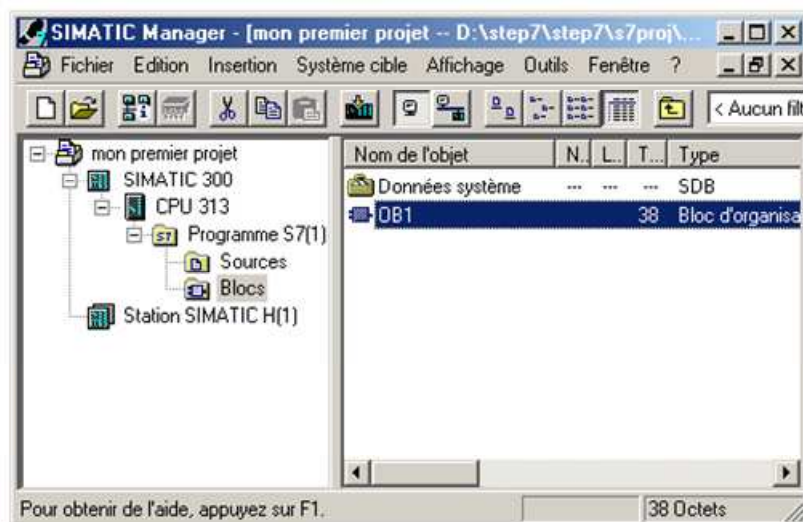 SIMATIC Manager - [mon premier projet -- D:\step7\step7\s7proj\...
Fichier Edition Insertion Système cible Affichage Outils Fenêtre ?
< Aucun filt
mon premier projet
SIMATIC 300
CPU 313
Programme S7(1)
Sources
Blocs
Station SIMATIC H(1)
Nom de l'objet N.. L.. T... Type
Données système --- --- --- SDB
OB1 38 Bloc d'organisa
Pour obtenir de l'aide, appuyez sur F1. 38 Octets